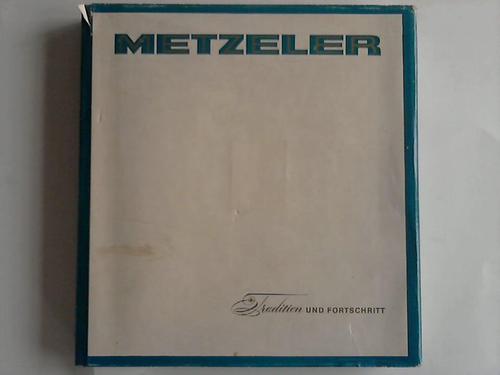 METZELER
Tradition UND FORTSCHRITT